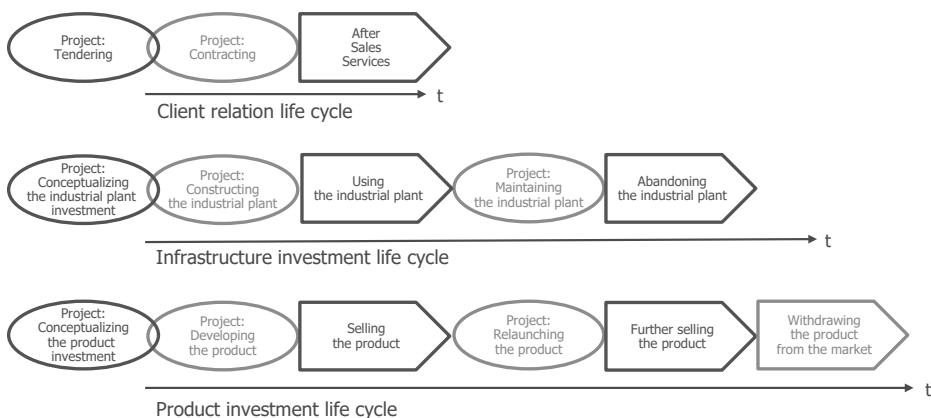 Project:
Tendering
Project:
Contracting
After
Sales
Services
t
Client relation life cycle
Project:
Conceptualizing
the industrial plant
investment
Project:
Constructing
the industrial plant
Using
the industrial plant
Project:
Maintaining
the industrial plant
Abandoning
the industrial plant
t
Infrastructure investment life cycle
Project:
Conceptualizing
the product
investment
Project:
Developing
the product
Selling
the product
Project:
Relaunching
the product
Further selling
the product
Withdrawing
the product
from the market
t
Product investment life cycle